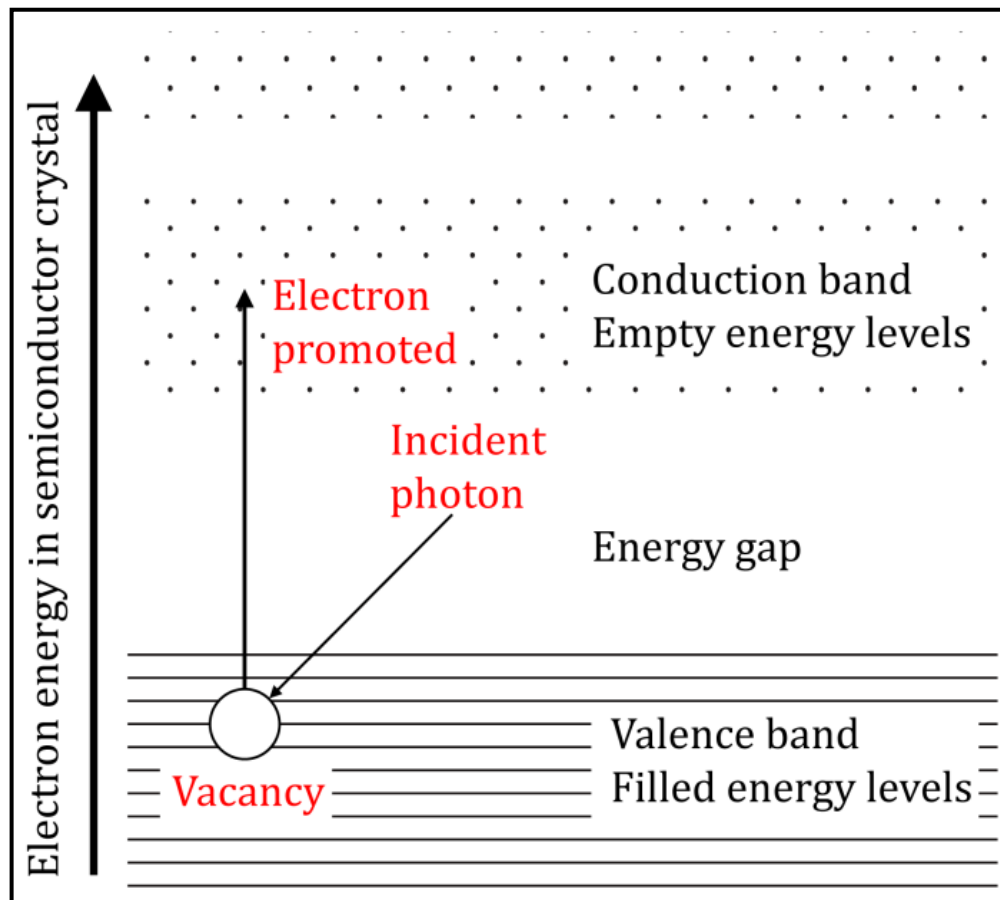 Electron energy in semiconductor crystal
Electron
promoted
Conduction band
Empty energy levels
Incident
photon
Energy gap
Valence band
Filled energy levels
Vacancy